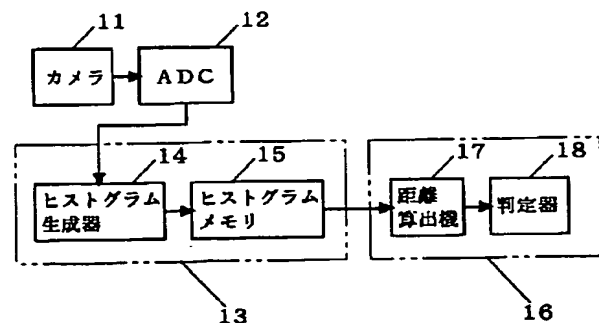 11
12
カメラ
ADC
14
15
17
18
ヒストグラム
生成器
ヒストグラム
メモリ
距離
算出機
判定器
13
16